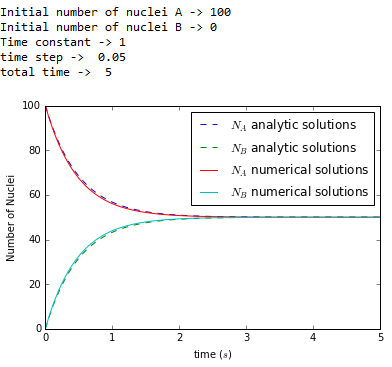 Initial number of nuclei A -> 100
Initial number of nuclei B -> 0
Time constant -> 1
time step ->  0.05
total time ->  5
100
80
60
40
20
0
Number of Nuclei
N_A analytic solutions
N_B analytic solutions
N_A numerical solutions
N_B numerical solutions
0 1 2 3 4 5
time (s)